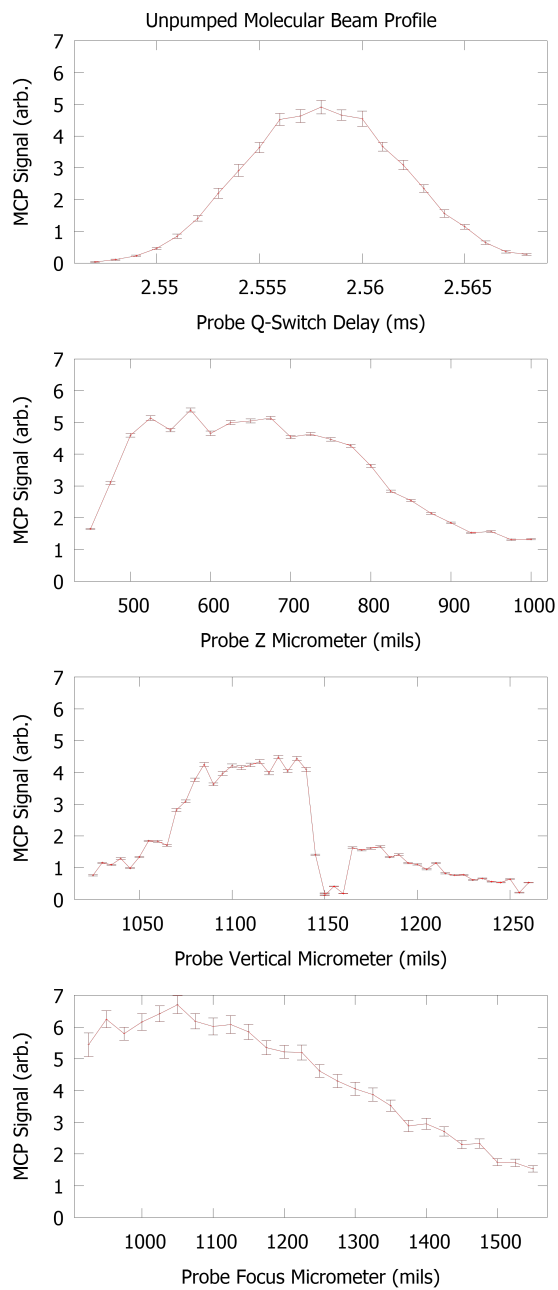 Unpumped Molecular Beam Profile
7
6
5
4
3
2
1
0
MCP Signal (arb.)
2.55 2.555 2.56 2.565
Probe Q-Switch Delay (ms)
7
6
5
4
3
2
1
0
MCP Signal (arb.)
500 600 700 800 900 1000
Probe Z Micrometer (mils)
7
6
5
4
3
2
1
0
MCP Signal (arb.)
1050 1100 1150 1200 1250
Probe Vertical Micrometer (mils)
7
6
5
4
3
2
1
0
MCP Signal (arb.)
1000 1100 1200 1300 1400 1500
Probe Focus Micrometer (mils)